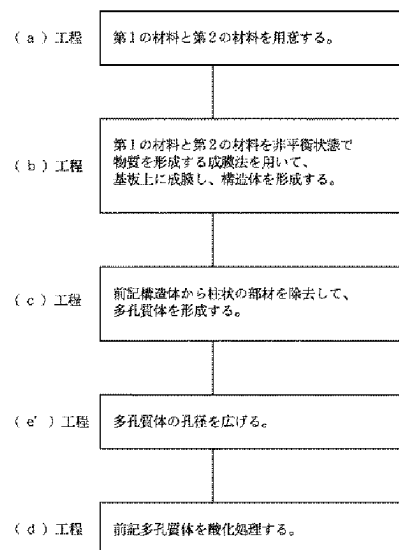 (a)工程
第1の材料と第2の材料を用意する。
(b)工程
第1の材料と第2の材料を非平衡状態で
物質を形成する成膜法を用いて、
基板上に成膜し、構造体を形成する。
(c)工程
前記構造体から柱状の部材を除去して、
多孔質体を形成する。
(e')工程
多孔質体の孔径を広げる。
(d)工程
前記多孔質体を酸化処理する。